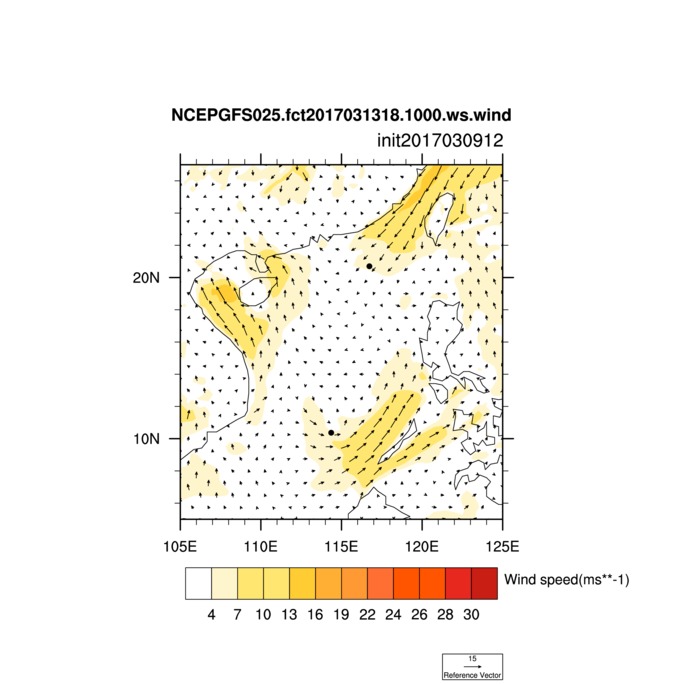 NCEPGFS025.fct2017031318.1000.ws.wind
init2017030912
20N
10N
105E 110E 115E 120E 125E
Wind speed(ms**-1)
4 7 10 13 16 19 22 24 26 28 30
15
Reference Vector